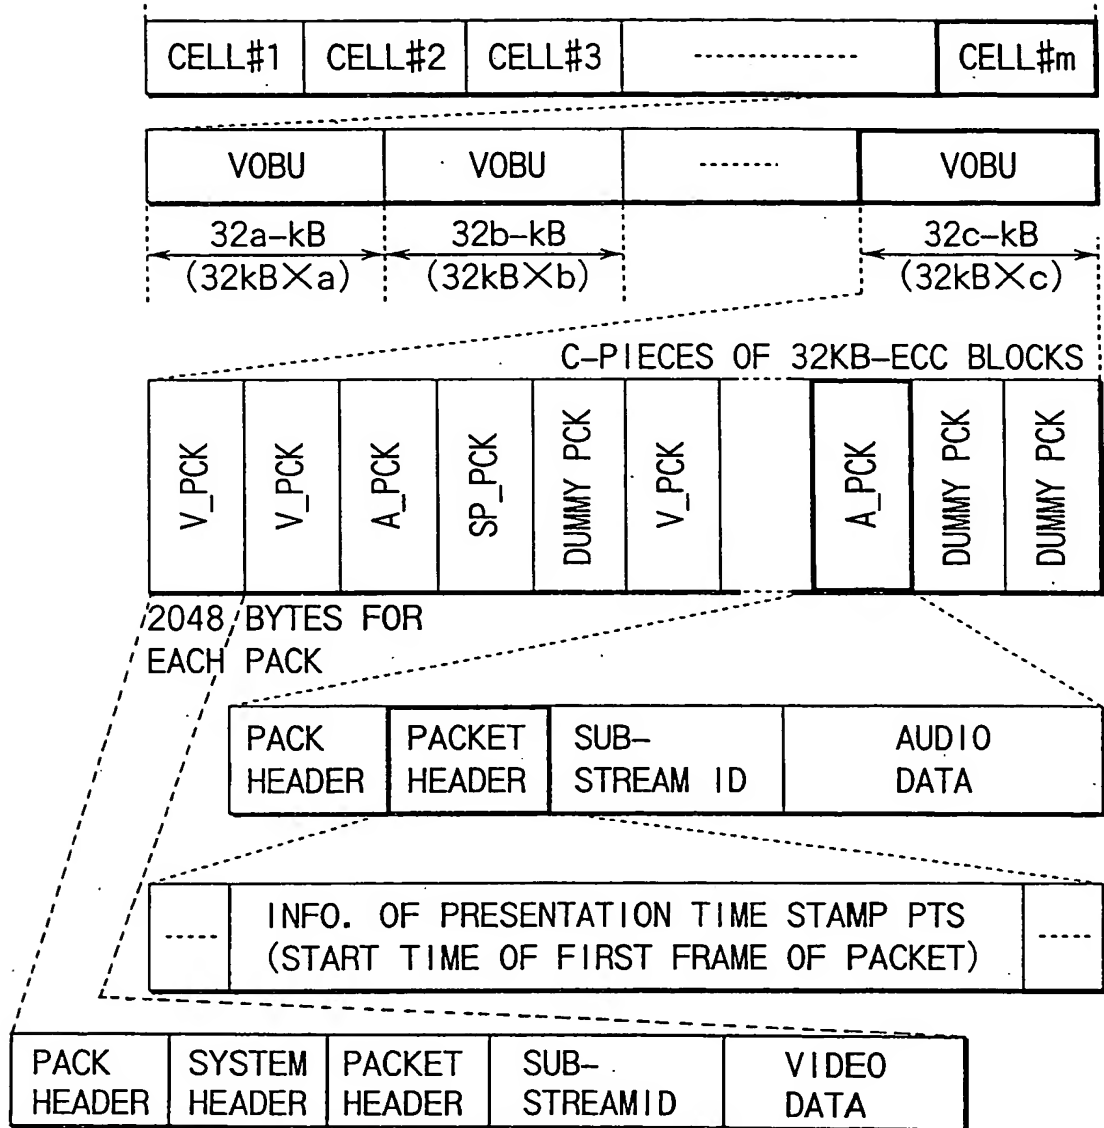 CELL#1 CELL#2 CELL#3 CELL#m
VOBU VOBU VOBU
32a-kB 32b-kB 32c-kB
(32kB×a) (32kB×b) (32kB×c)
C-PIECES OF 32KB-ECC BLOCKS
V_PCK
V_PCK
A_PCK
SP_PCK
DUMMY PCK
V_PCK
A_PCK
DUMMY PCK
DUMMY PCK
2048 BYTES FOR
EACH PACK
PACK PACKET SUB- AUDIO
HEADER HEADER STREAM ID DATA
INFO. OF PRESENTATION TIME STAMP PTS
(START TIME OF FIRST FRAME OF PACKET)
PACK SYSTEM PACKET SUB- VIDEO
HEADER HEADER HEADER STREAMID DATA